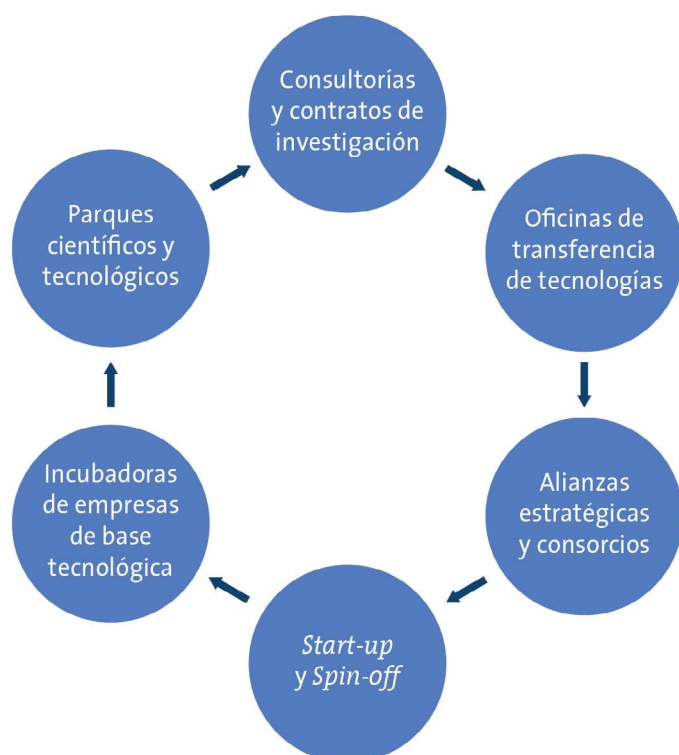 Consultorías
y contratos de
investigación
Oficinas de
transferencia
de tecnologías
Alianzas
estratégicas
y consorcios
Start-up
y Spin-off
Incubadoras
de empresas
de base
tecnológica
Parques
científicos y
tecnológicos